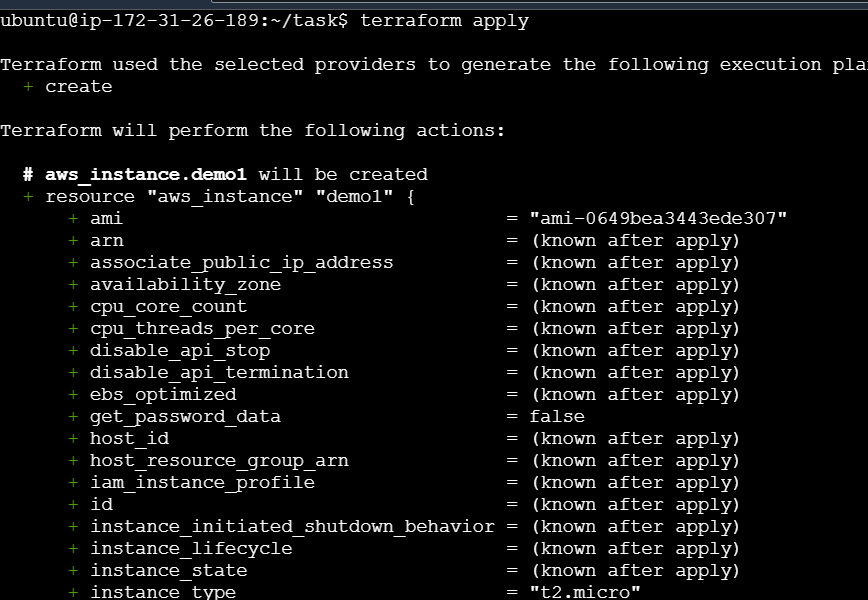 ubuntu@ip-172-31-26-189:~/task$ terraform apply
Terraform used the selected providers to generate the following execution pla
+ create
Terraform will perform the following actions:
# aws_instance.demo1 will be created
+ resource "aws_instance" "demo1" {
+ ami = "ami-0649bea3443ede307"
+ arn = (known after apply)
+ associate_public_ip_address = (known after apply)
+ availability_zone = (known after apply)
+ cpu_core_count = (known after apply)
+ cpu_threads_per_core = (known after apply)
+ disable_api_stop = (known after apply)
+ disable_api_termination = (known after apply)
+ ebs_optimized = (known after apply)
+ get_password_data = false
+ host_id = (known after apply)
+ host_resource_group_arn = (known after apply)
+ iam_instance_profile = (known after apply)
+ id = (known after apply)
+ instance_initiated_shutdown_behavior = (known after apply)
+ instance_lifecycle = (known after apply)
+ instance_state = (known after apply)
+ instance_type = "t2.micro"